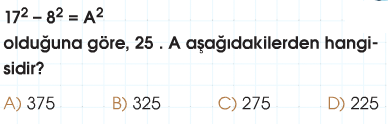 17² – 8² = A²
olduğuna göre, 25 . A aşağıdakilerden hangi-
sidir?
A) 375 B) 325 C) 275 D) 225